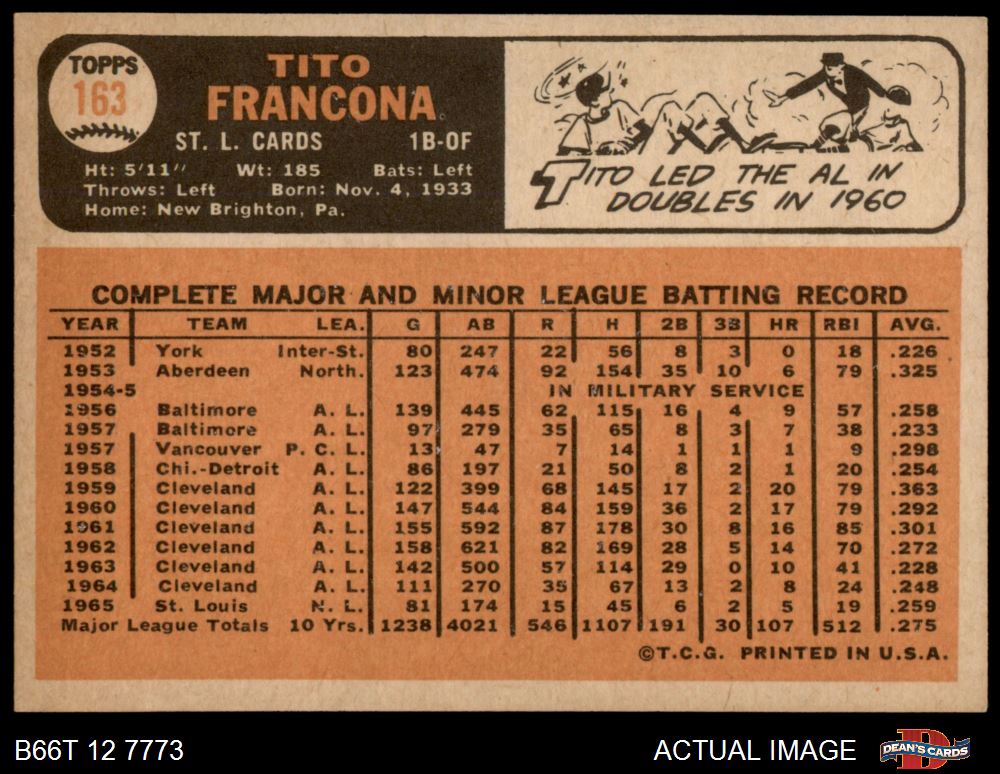 TOPPS
163
TITO
FRANCONA
ST. L. CARDS 1B-OF
Ht: 5'11" Wt: 185 Bats: Left
Throws: Left Born: Nov. 4, 1933
Home: New Brighton, Pa.
TITO LED THE AL IN
DOUBLES IN 1960
COMPLETE MAJOR AND MINOR LEAGUE BATTING RECORD
YEAR TEAM LEA. G AB R H 2B 3B HR RBI AVG.
1952 York Inter-St. 80 247 22 56 8 3 0 18 .226
1953 Aberdeen North. 123 474 92 154 35 10 6 79 .325
1954-5 IN MILITARY SERVICE
1956 Baltimore A. L. 139 445 62 115 16 4 9 57 .258
1957 Baltimore A. L. 97 279 35 65 8 3 7 38 .233
1957 Vancouver P. C. L. 13 47 7 14 1 1 1 9 .298
1958 Chi.-Detroit A. L. 86 197 21 50 8 2 1 20 .254
1959 Cleveland A. L. 122 399 68 145 17 2 20 79 .363
1960 Cleveland A. L. 147 544 84 159 36 2 17 79 .292
1961 Cleveland A. L. 155 592 87 178 30 8 16 85 .301
1962 Cleveland A. L. 158 621 82 169 28 5 14 70 .272
1963 Cleveland A. L. 142 500 57 114 29 0 10 41 .228
1964 Cleveland A. L. 111 270 35 67 13 2 8 24 .248
1965 St. Louis N. L. 81 174 15 45 6 2 5 19 .259
Major League Totals 10 Yrs. 1238 4021 546 1107 191 30 107 512 .275
©T.C.G. PRINTED IN U.S.A.
B66T 12 7773 ACTUAL IMAGE
DEAN'S CARDS